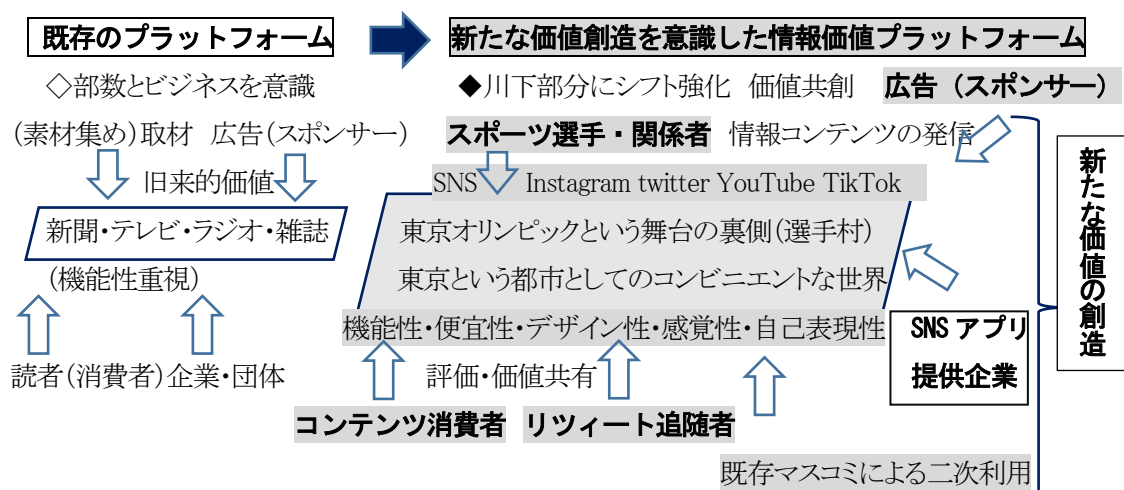 既存のプラットフォーム
新たな価値創造を意識した情報価値プラットフォーム
◇部数とビジネスを意識
◆川下部分にシフト強化 価値共創 広告(スポンサー)
(素材集め)取材 広告(スポンサー)
スポーツ選手・関係者 情報コンテンツの発信
旧来的価値
SNS Instagram twitter YouTube TikTok
新聞・テレビ・ラジオ・雑誌
東京オリンピックという舞台の裏側(選手村)
(機能性重視)
東京という都市としてのコンビニエントな世界
機能性・便宜性・デザイン性・感覚性・自己表現性
読者(消費者)企業・団体
評価・価値共有
コンテンツ消費者 リツィート追随者
SNS アプリ
提供企業
既存マスコミによる二次利用
新たな価値の創造